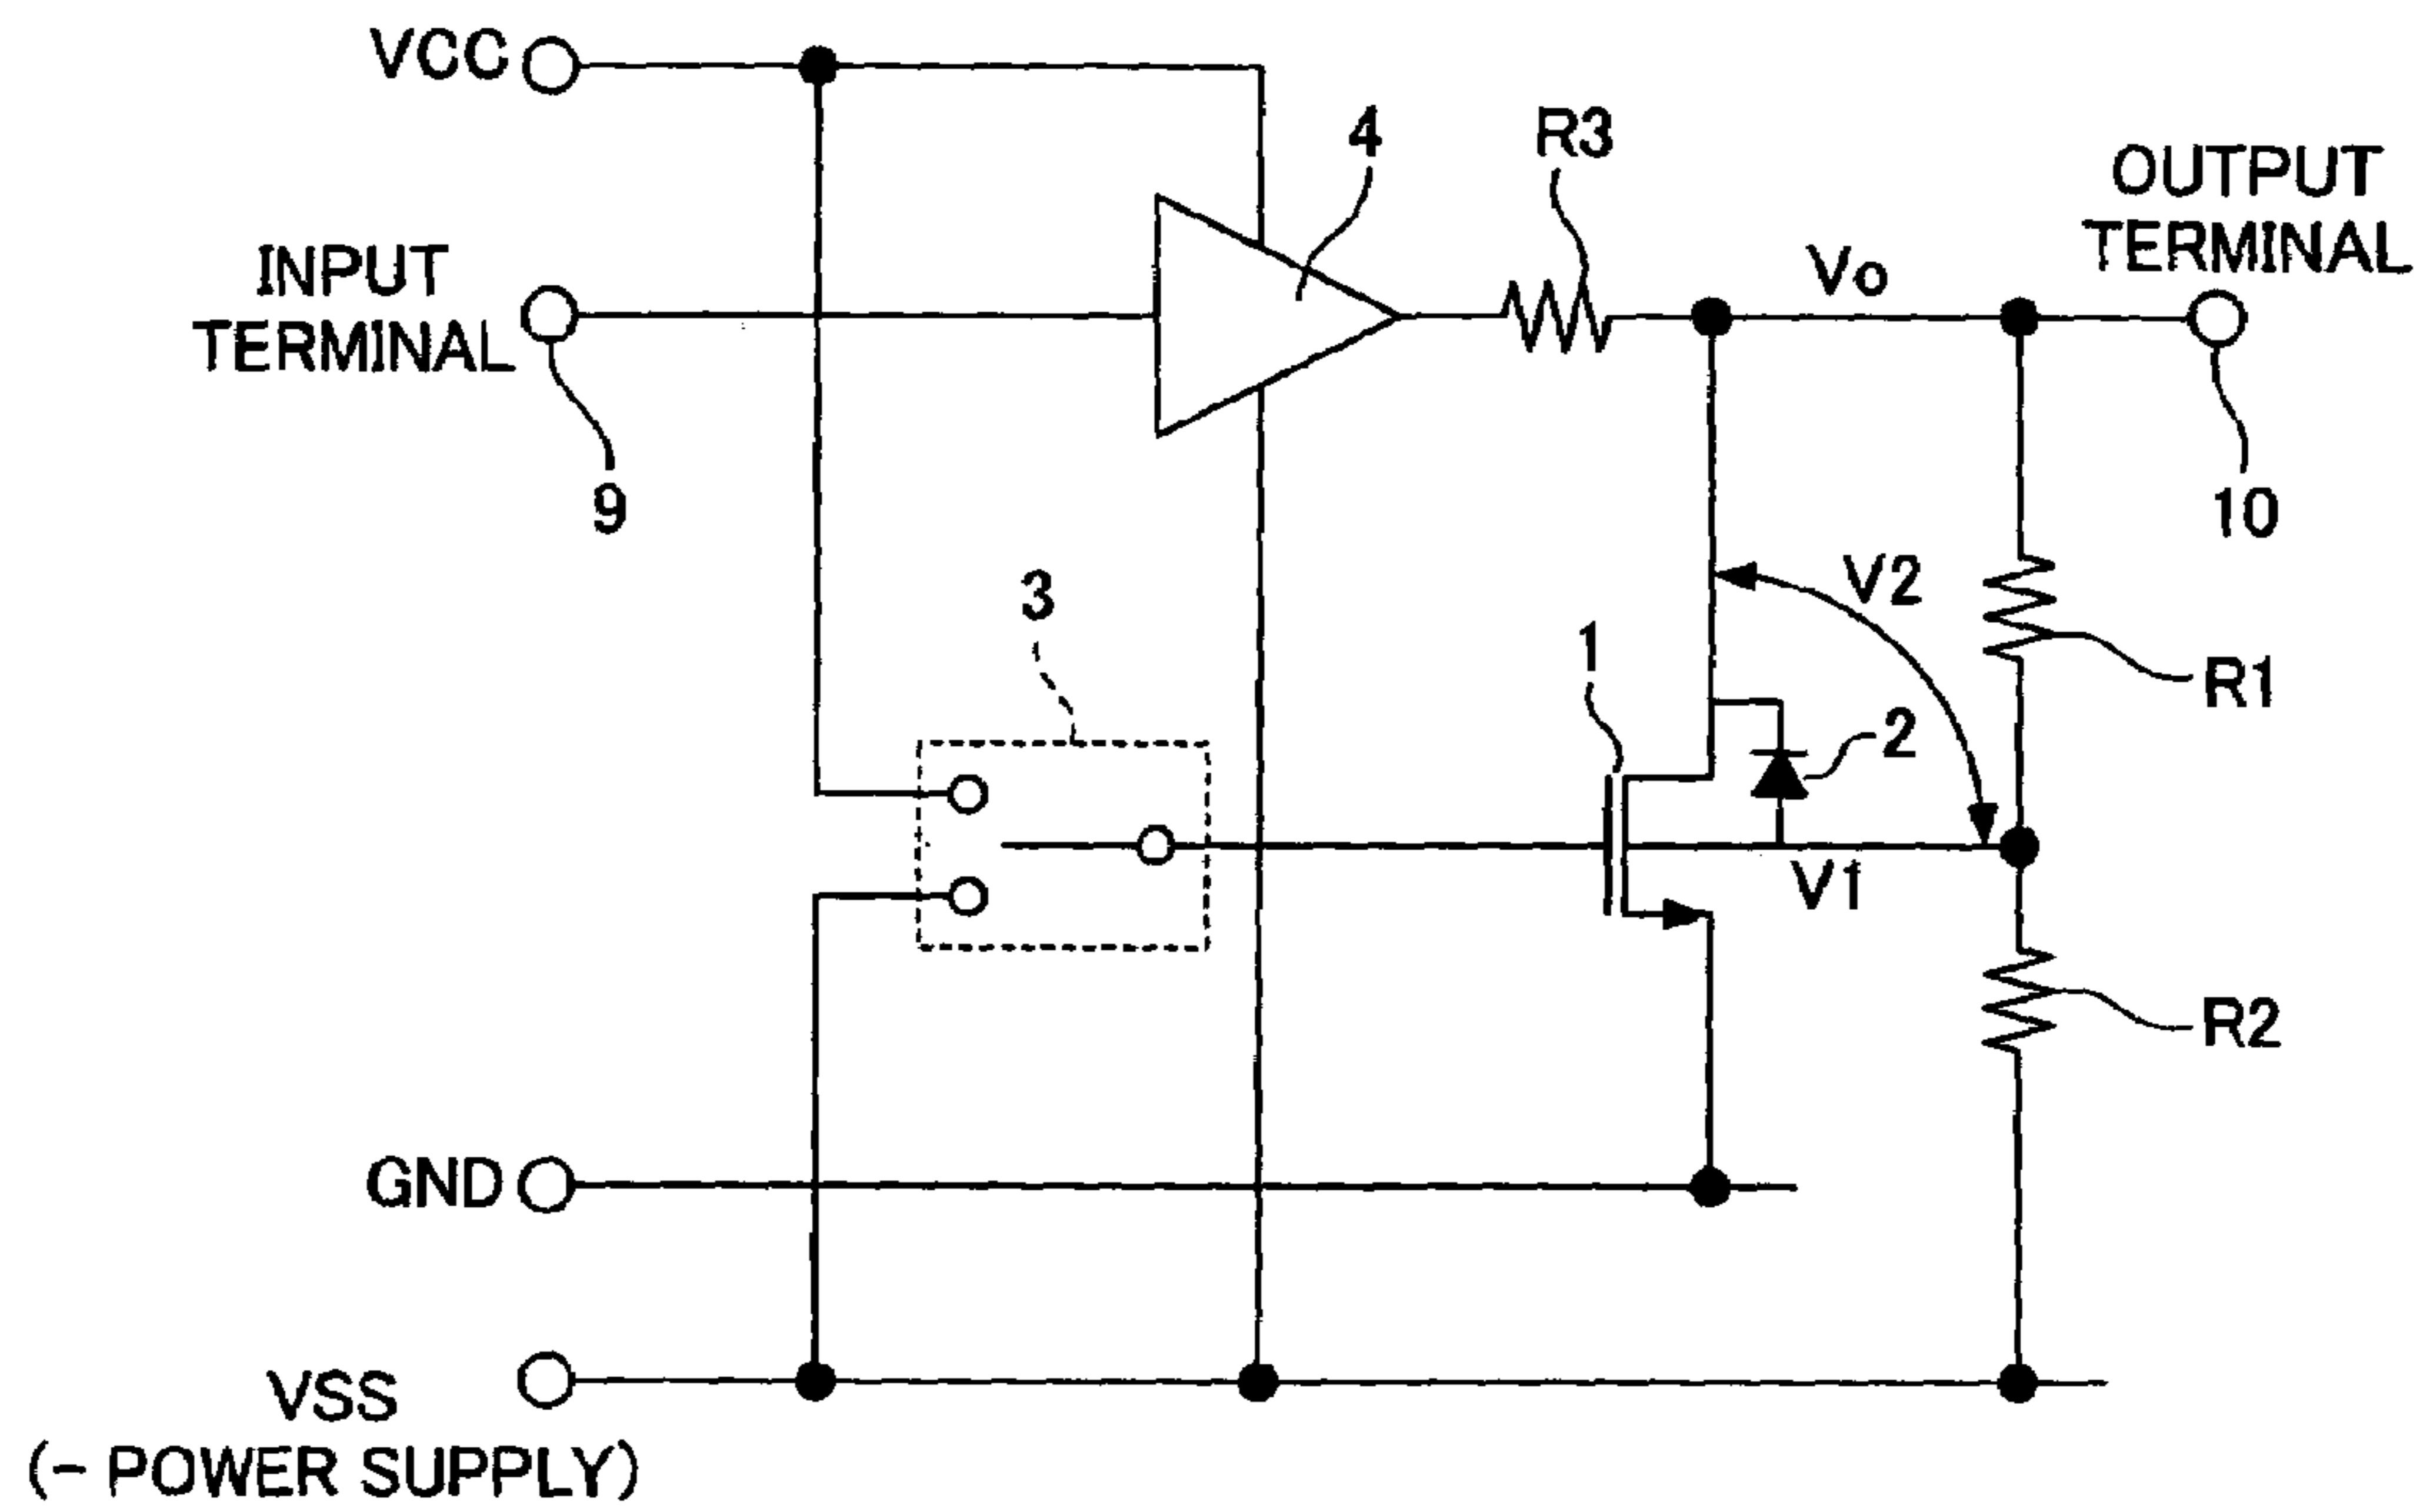 VCC
4
R3
OUTPUT
TERMINAL
INPUT
TERMINAL
Vo
9
10
3
V2
1
R1
2
V1
R2
GND
VSS
(- POWER SUPPLY)